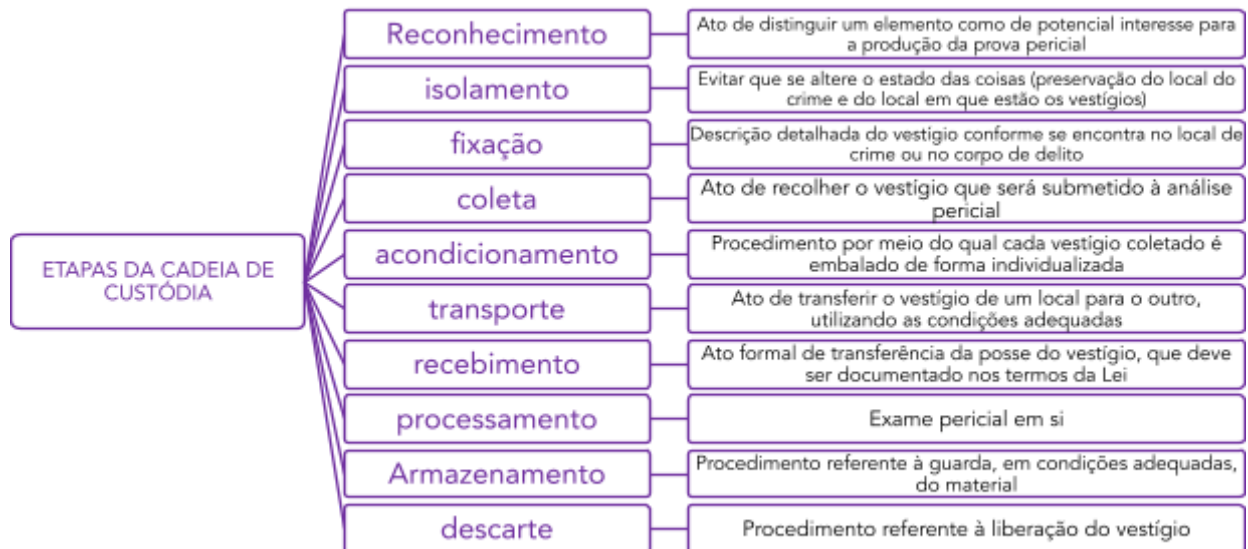 ETAPAS DA CADEIA DE
CUSTÓDIA
Reconhecimento
Ato de distinguir um elemento como de potencial interesse para
a produção da prova pericial
isolamento
Evitar que se altere o estado das coisas (preservação do local do
crime e do local em que estão os vestígios)
fixação
Descrição detalhada do vestígio conforme se encontra no local de
crime ou no corpo de delito
coleta
Ato de recolher o vestígio que será submetido à análise
pericial
acondicionamento
Procedimento por meio do qual cada vestígio coletado é
embalado de forma individualizada
transporte
Ato de transferir o vestígio de um local para o outro,
utilizando as condições adequadas
recebimento
Ato formal de transferência da posse do vestígio, que deve
ser documentado nos termos da Lei
processamento
Exame pericial em si
Armazenamento
Procedimento referente à guarda, em condições adequadas,
do material
descarte
Procedimento referente à liberação do vestígio